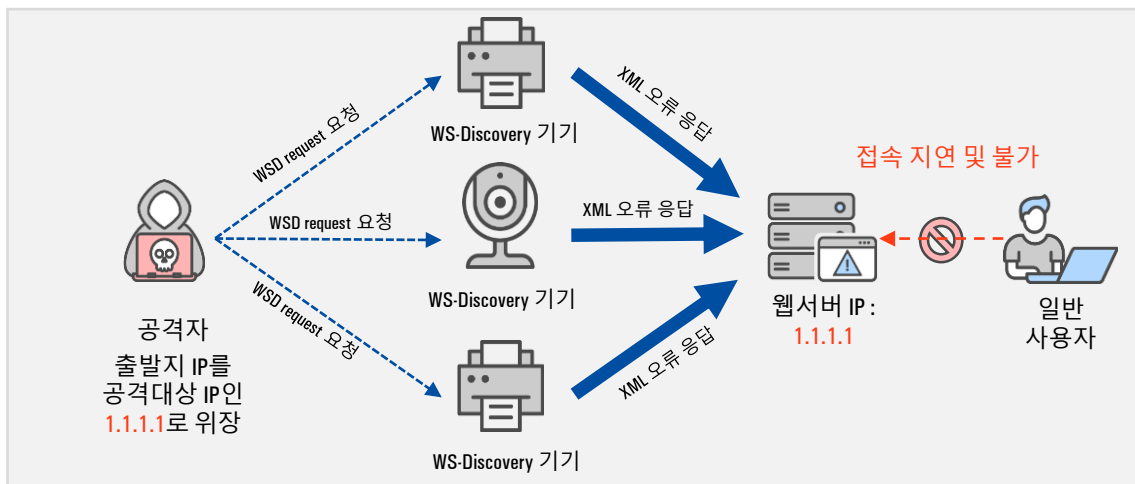 WSD request 요청
WSD request 요청
WSD request 요청
공격자
출발지 IP를
공격대상 IP인
1.1.1.1로 위장
WS-Discovery 기기
WS-Discovery 기기
WS-Discovery 기기
XML 오류 응답
XML 오류 응답
XML 오류 응답
웹서버 IP :
1.1.1.1
접속 지연 및 불가
일반
사용자